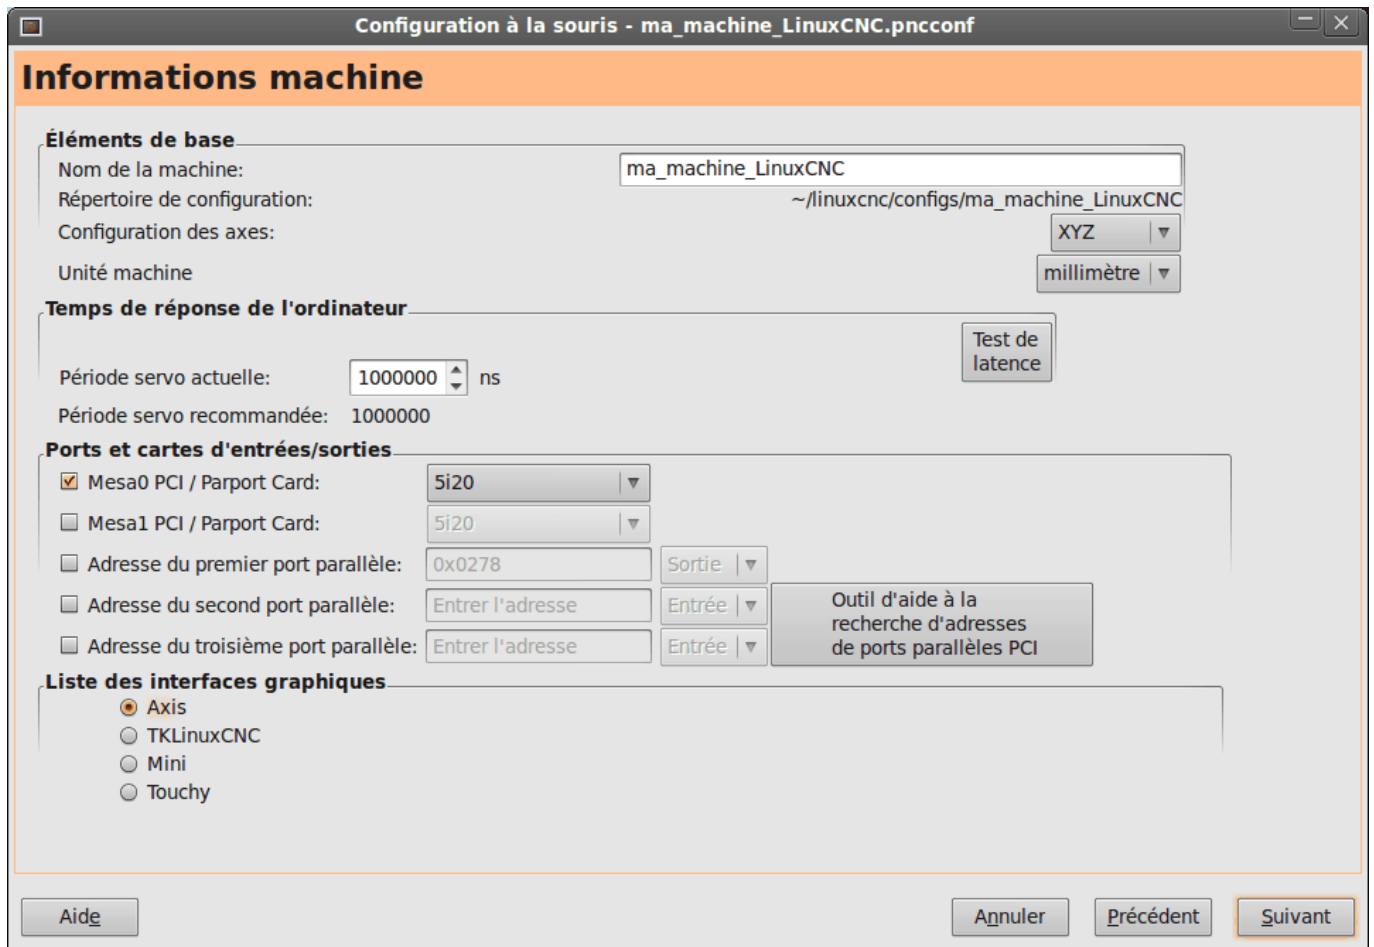 Configuration à la souris - ma_machine_LinuxCNC.pncconf
Informations machine
Éléments de base
Nom de la machine: ma_machine_LinuxCNC
Répertoire de configuration: ~/linuxcnc/configs/ma_machine_LinuxCNC
Configuration des axes: XYZ
Unité machine millimètre
Temps de réponse de l'ordinateur
Test de
latence
Période servo actuelle: 1000000 ns
Période servo recommandée: 1000000
Ports et cartes d'entrées/sorties
Mesa0 PCI / Parport Card: 5i20
Mesa1 PCI / Parport Card: 5i20
Adresse du premier port parallèle: 0x0278 Sortie
Adresse du second port parallèle: Entrer l'adresse Entrée
Adresse du troisième port parallèle: Entrer l'adresse Entrée
Outil d'aide à la
recherche d'adresses
de ports parallèles PCI
Liste des interfaces graphiques
Axis
TKLinuxCNC
Mini
Touchy
Aide Annuler Précédent Suivant